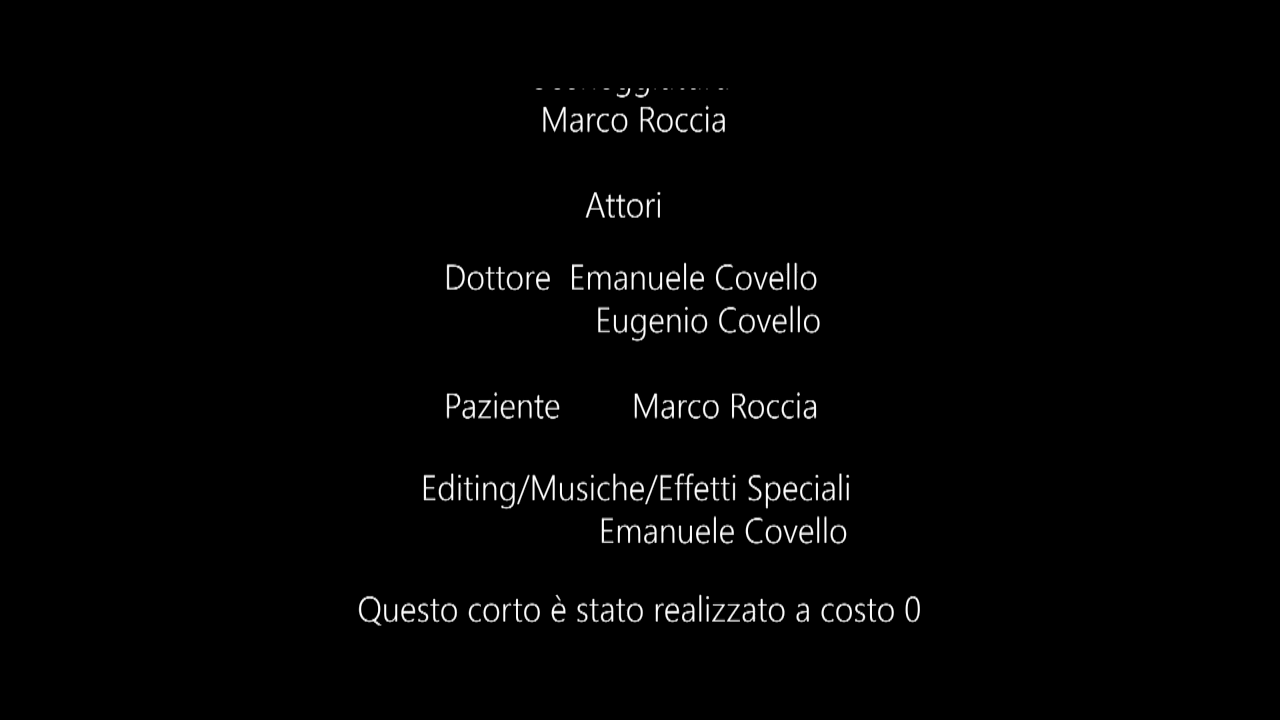 Marco Roccia
Attori
Dottore Emanuele Covello
Eugenio Covello
Paziente Marco Roccia
Editing/Musiche/Effetti Speciali
Emanuele Covello
Questo corto è stato realizzato a costo 0